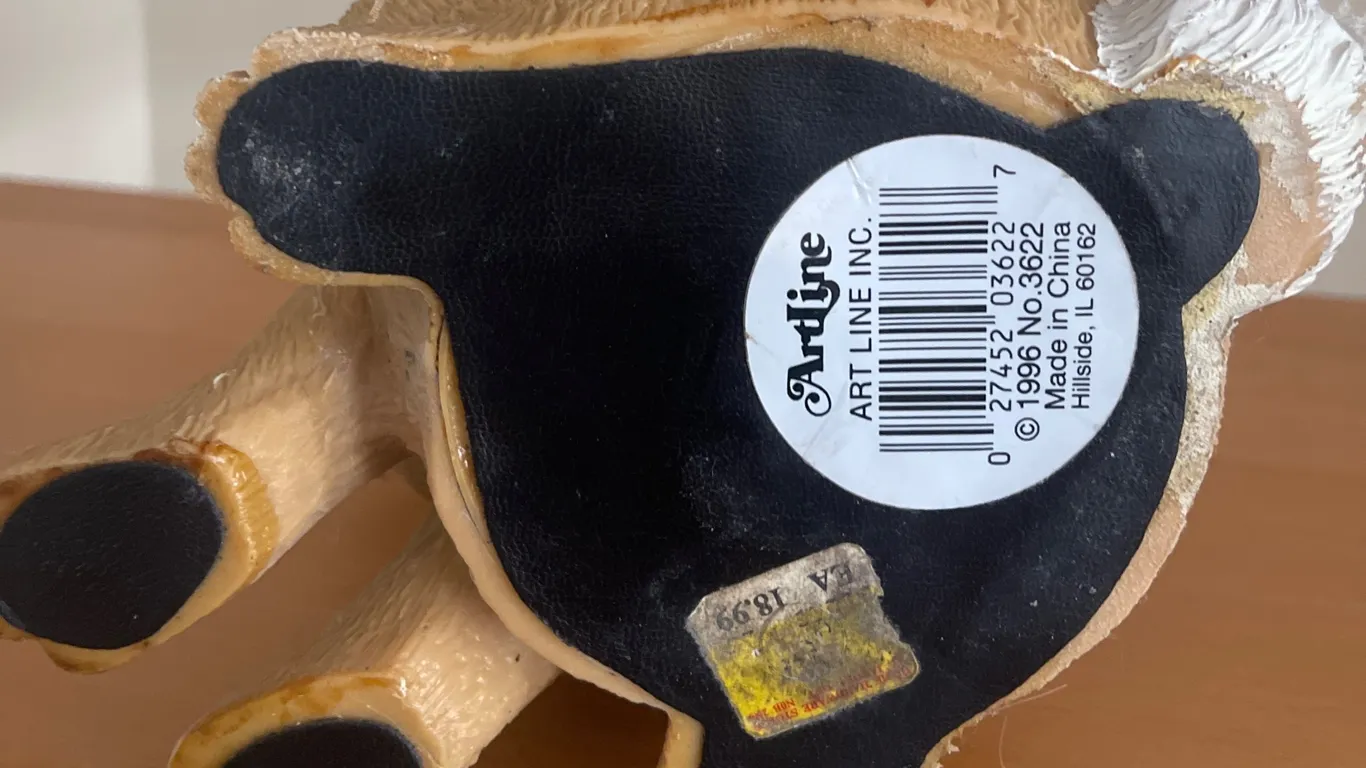 ArtLine
ART LINE INC.
0 27452 03622 7
© 1996 No.3622
Made in China
Hillside, IL 60162
EA 18.99